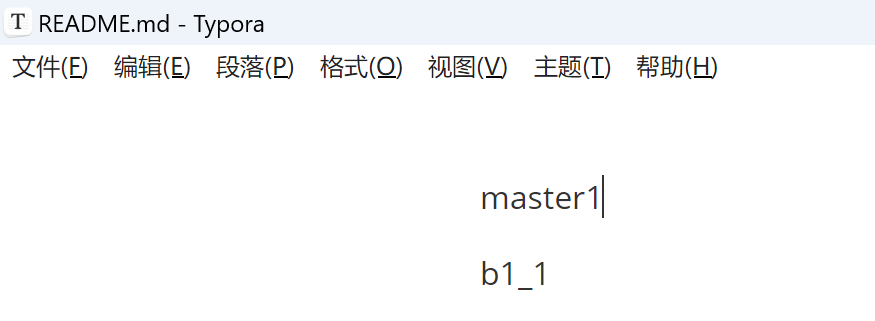 T README.md - Typora
文件(F) 编辑(E) 段落(P) 格式(O) 视图(V) 主题(T) 帮助(H)
master1
b1_1